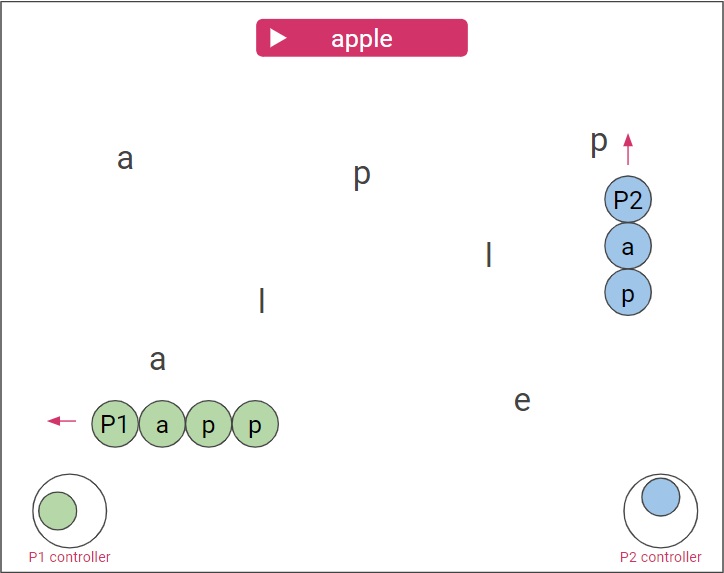 apple
p
a
p
P2
a
l
p
l
a
e
P1 a p p
P1 controller
P2 controller